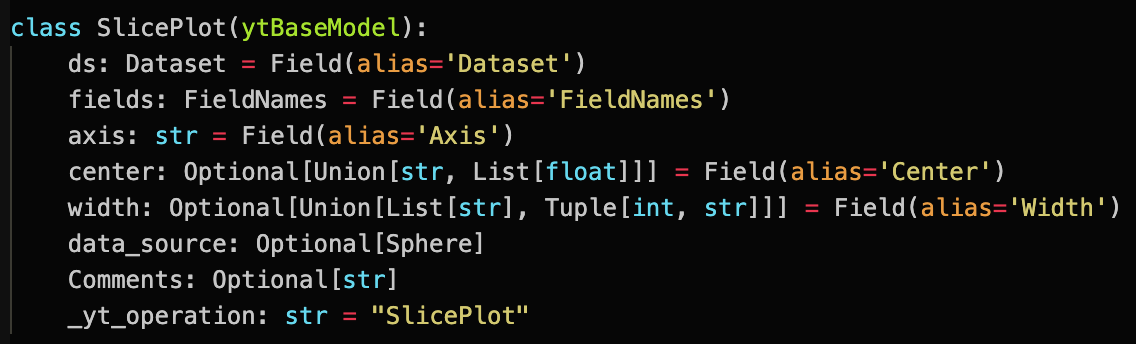 class SlicePlot(ytBaseModel):
    ds: Dataset = Field(alias='Dataset')
    fields: FieldNames = Field(alias='FieldNames')
    axis: str = Field(alias='Axis')
    center: Optional[Union[str, List[float]]] = Field(alias='Center')
    width: Optional[Union[List[str], Tuple[int, str]]] = Field(alias='Width')
    data_source: Optional[Sphere]
    Comments: Optional[str]
    _yt_operation: str = "SlicePlot"